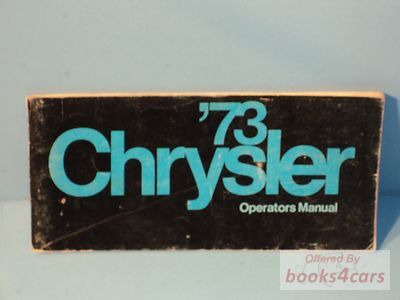 '73
Chrysler
Operators Manual
Offered By
books4cars